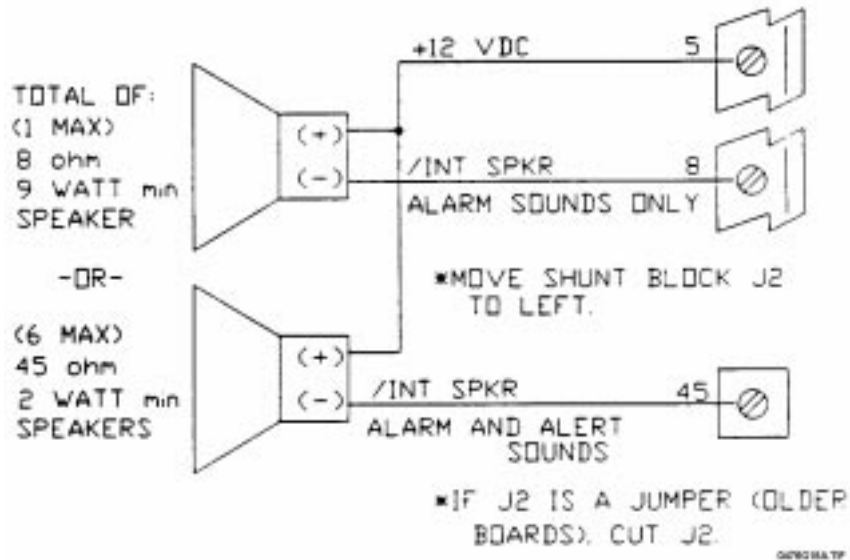 +12 VDC
5
TOTAL OF:
(1 MAX)
8 ohm
9 WATT min
SPEAKER
(+)
(-)
/INT SPKR
8
ALARM SOUNDS ONLY
-OR-
*MOVE SHUNT BLOCK J2
TO LEFT.
(6 MAX)
45 ohm
2 WATT min
SPEAKERS
(+)
(-)
/INT SPKR
45
ALARM AND ALERT
SOUNDS
*IF J2 IS A JUMPER (OLDER
BOARDS), CUT J2.